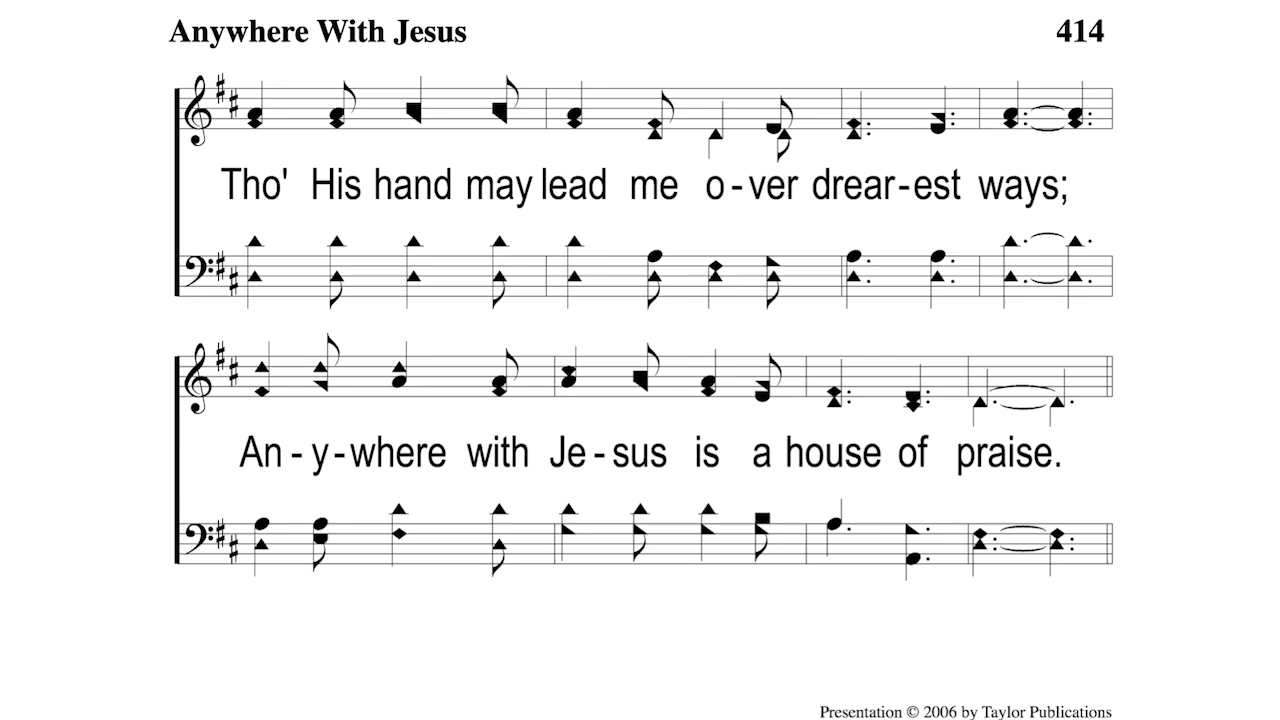 Anywhere With Jesus 414
Tho' His hand may lead me o-ver drear-est ways;
An-y-where with Je-sus is a house of praise.
Presentation © 2006 by Taylor Publications